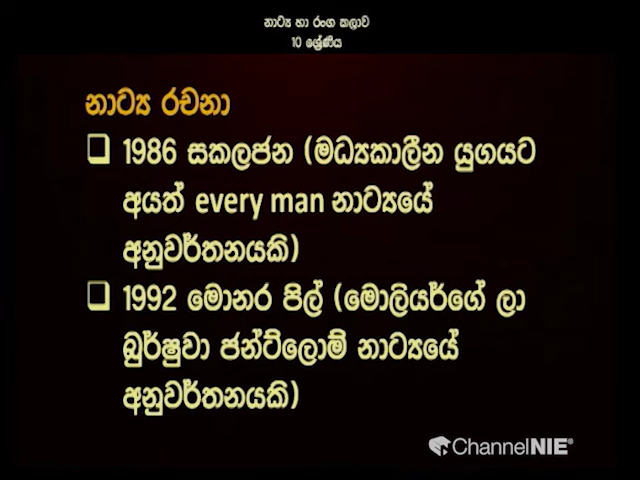 නාට්‍ය හා රංග කලාව
10 ශ්‍රේණිය
නාට්‍ය රචනා
1986 සකලජන (මධ්‍යකාලීන යුගයට
අයත් every man නාට්‍යයේ
අනුවර්තනයකි)
1992 මොනර පිල් (මොලියර්ගේ ලා
බුර්ෂුවා ජන්ට්ලොම් නාට්‍යයේ
අනුවර්තනයකි)
ChannelNIE®